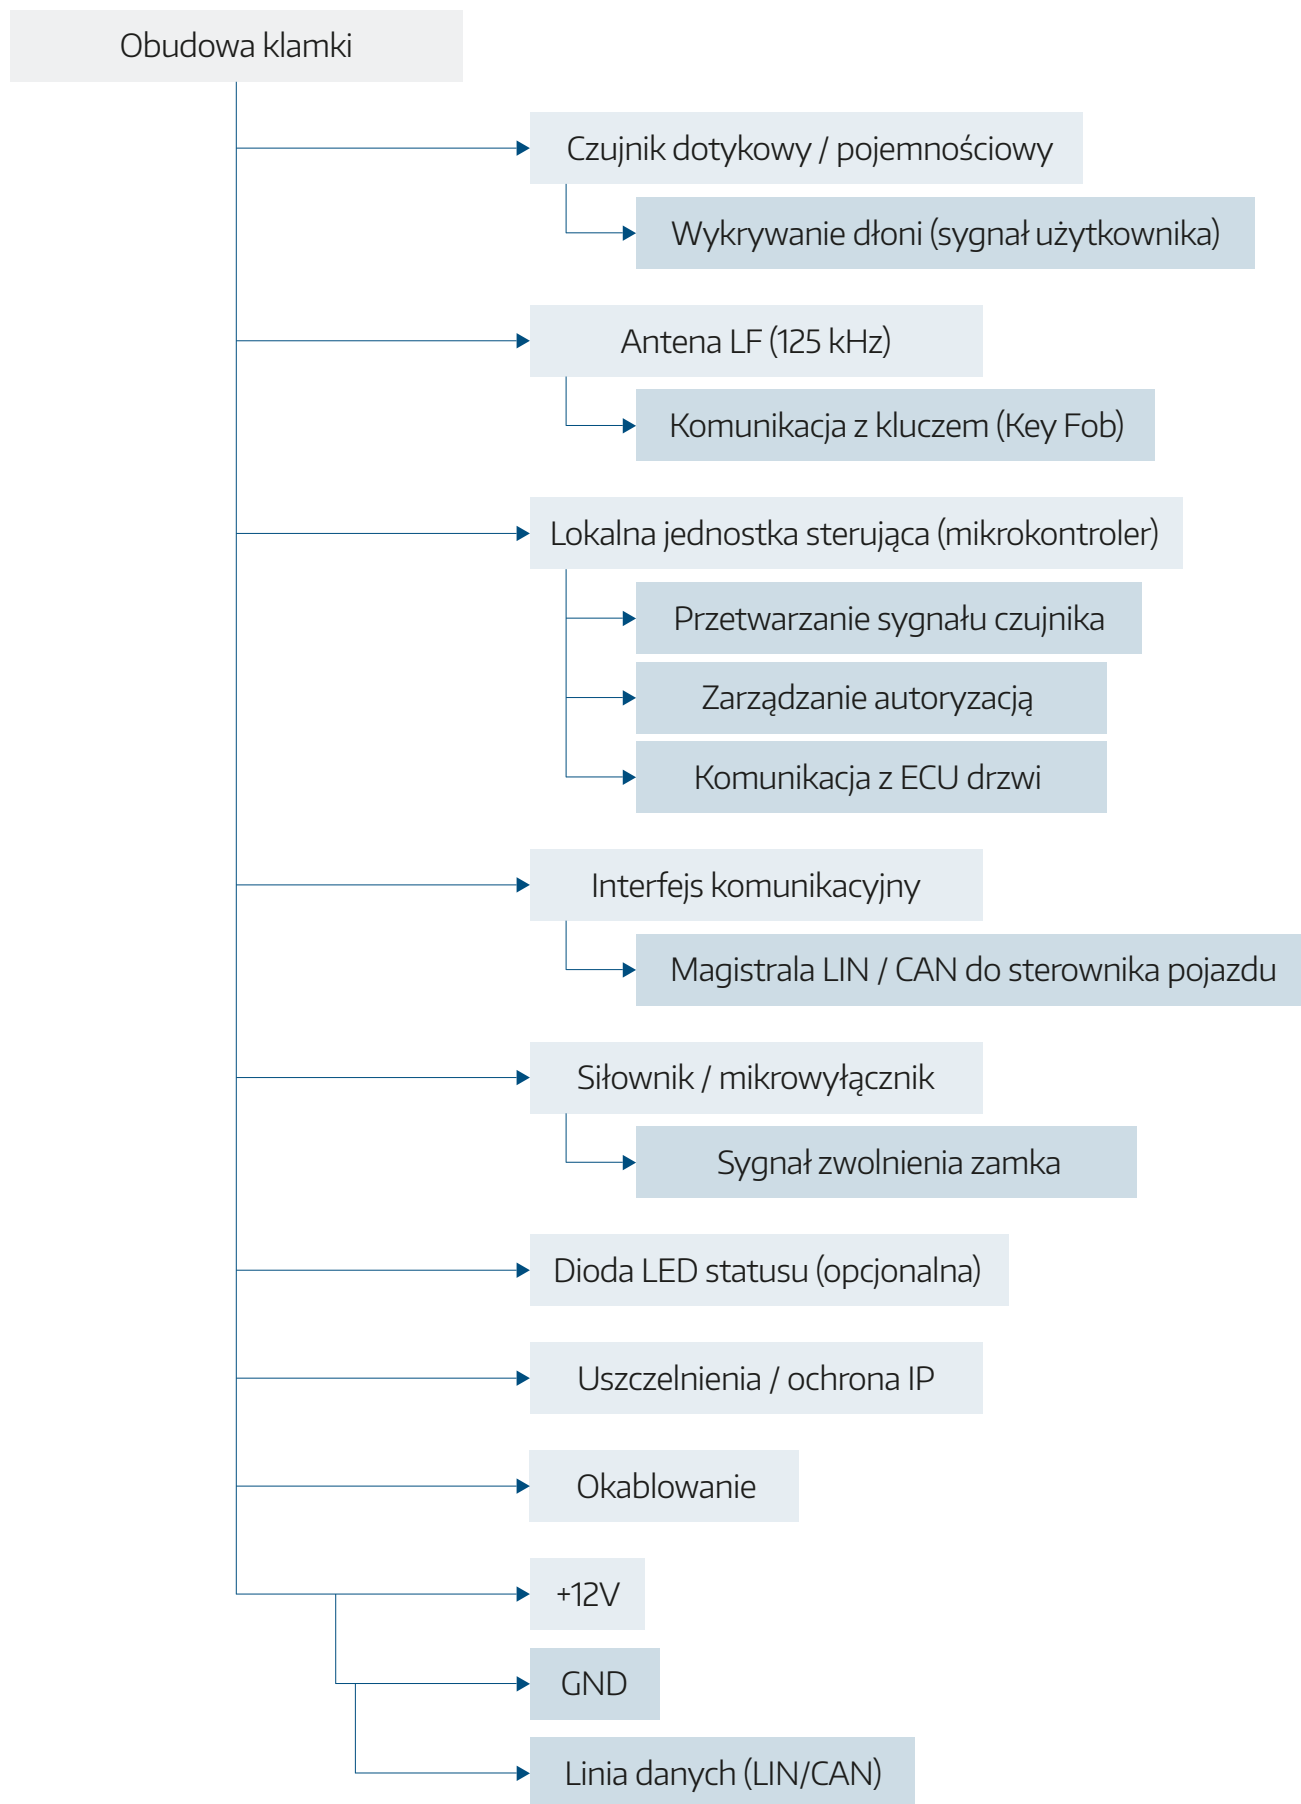 Obudowa klamki
Czujnik dotykowy / pojemnościowy
Wykrywanie dłoni (sygnał użytkownika)
Antena LF (125 kHz)
Komunikacja z kluczem (Key Fob)
Lokalna jednostka sterująca (mikrokontroler)
Przetwarzanie sygnału czujnika
Zarządzanie autoryzacją
Komunikacja z ECU drzwi
Interfejs komunikacyjny
Magistrala LIN / CAN do sterownika pojazdu
Siłownik / mikrowyłącznik
Sygnał zwolnienia zamka
Dioda LED statusu (opcjonalna)
Uszczelnienia / ochrona IP
Okablowanie
+12V
GND
Linia danych (LIN/CAN)